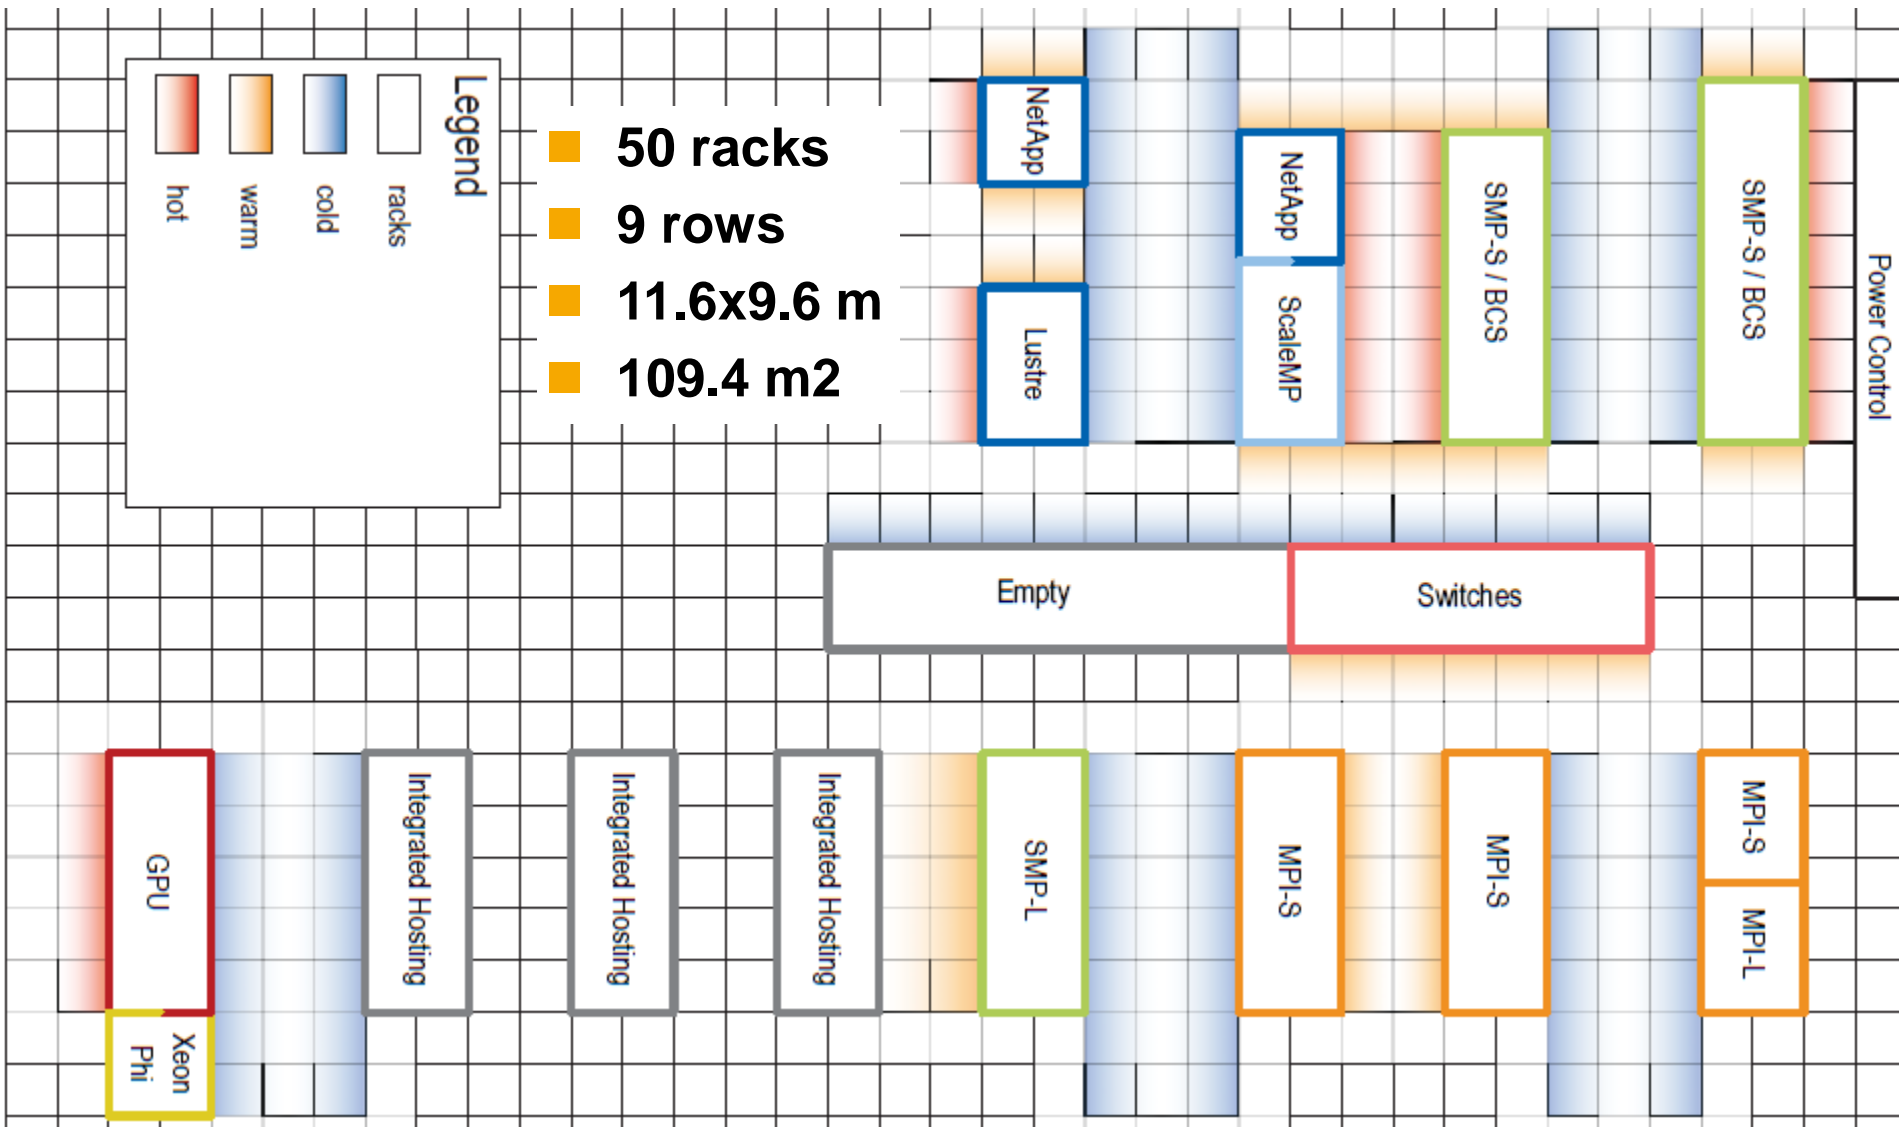 Legend
racks
cold
warm
hot
50 racks
9 rows
11.6x9.6 m
109.4 m2
NetApp
Lustre
NetApp
ScaleMP
SMP-S / BCS
SMP-S / BCS
Power Control
Empty
Switches
GPU
Xeon
Phi
Integrated Hosting
Integrated Hosting
Integrated Hosting
SMP-L
MPI-S
MPI-S
MPI-S
MPI-L